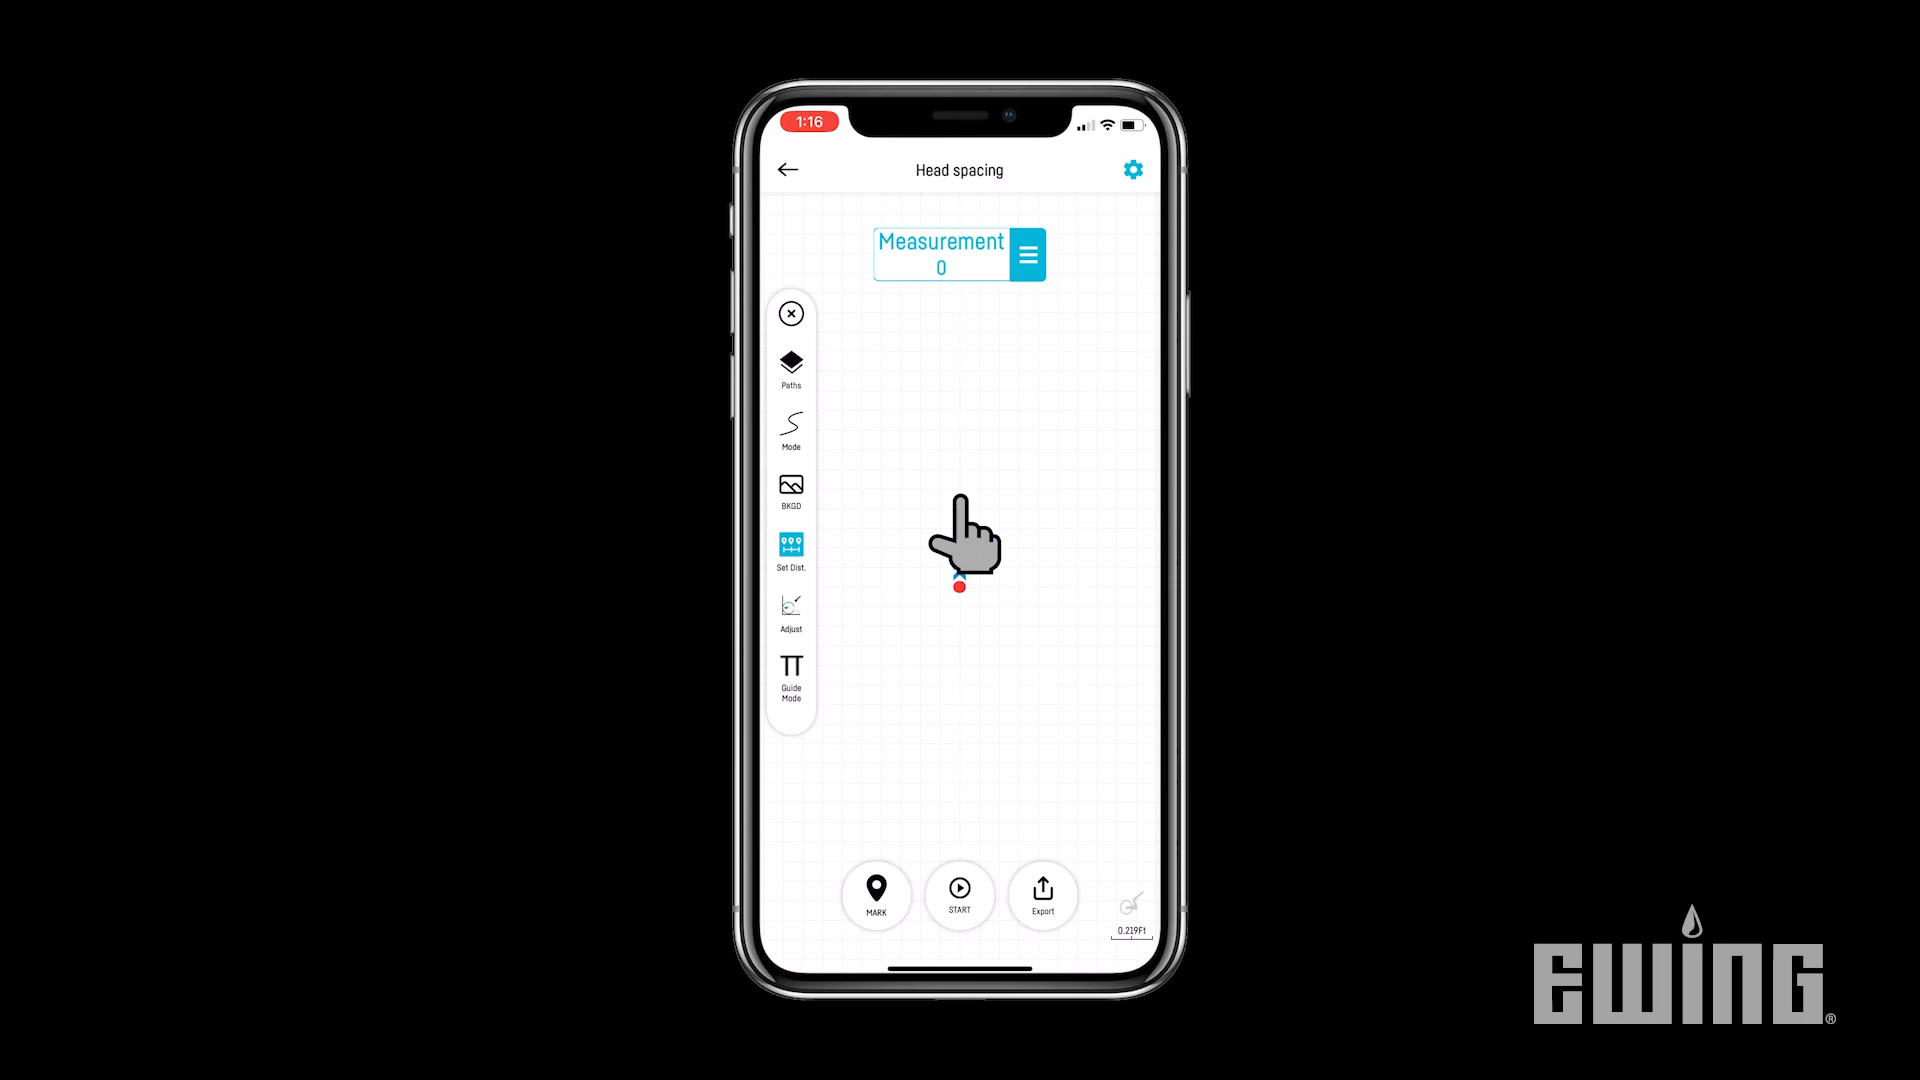 1:16
Head spacing
Measurement
0
Paths
Mode
BKGD
Set Dist.
Adjust
Guide
Mode
MARK
START
Export
0.219Ft
EWING®